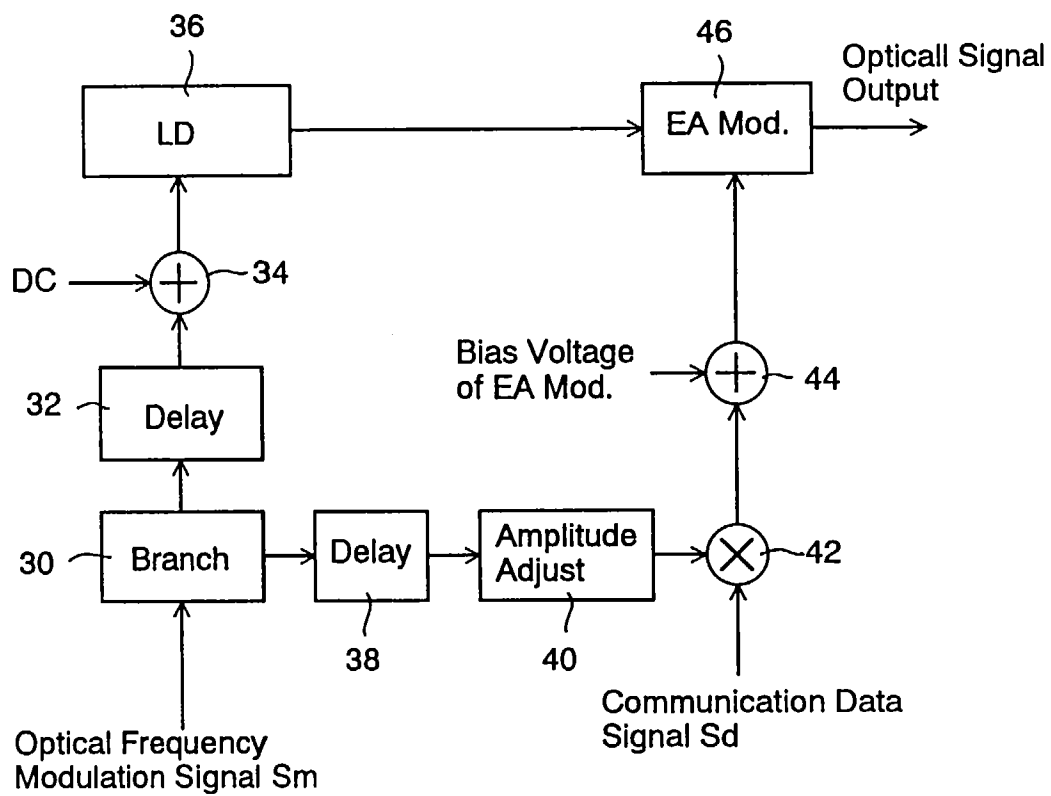 36
46
Opticall Signal
Output
LD
EA Mod.
DC
34
Bias Voltage
of EA Mod.
44
32
Delay
30
Branch
Delay
Amplitude
Adjust
42
38
40
Communication Data
Signal Sd
Optical Frequency
Modulation Signal Sm